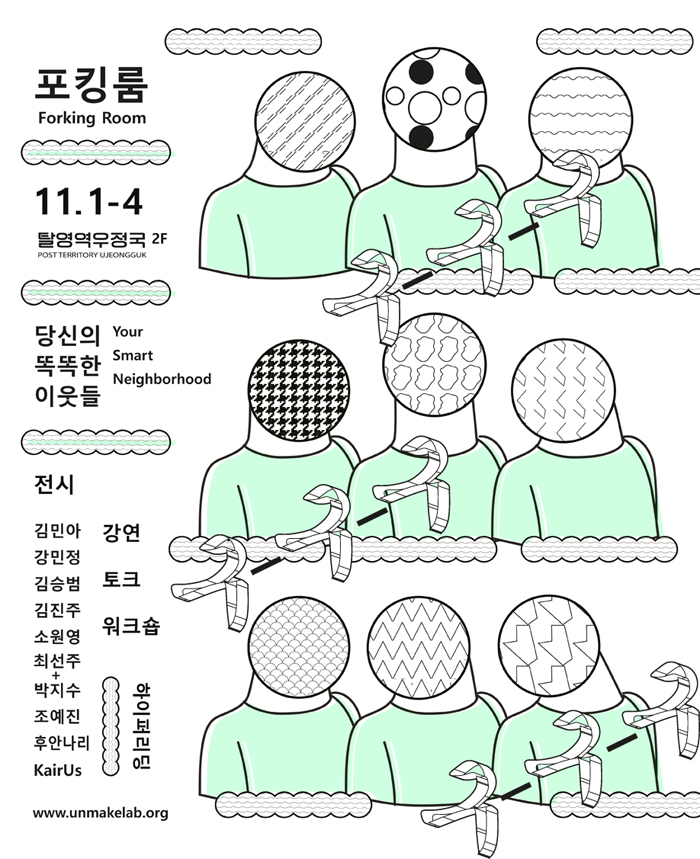 포킹룸
Forking Room
11.1-4
탈영역우정국 2F
POST TERRITORY UJEONGGUK
당신의
똑똑한
이웃들
Your
Smart
Neighborhood
전시
김민아
강민정
김승범
김진주
소원영
최선주
+
박지수
조예진
후안나리
KairUs
강연
토크
워크숍
하이퍼리딩
www.unmakelab.org